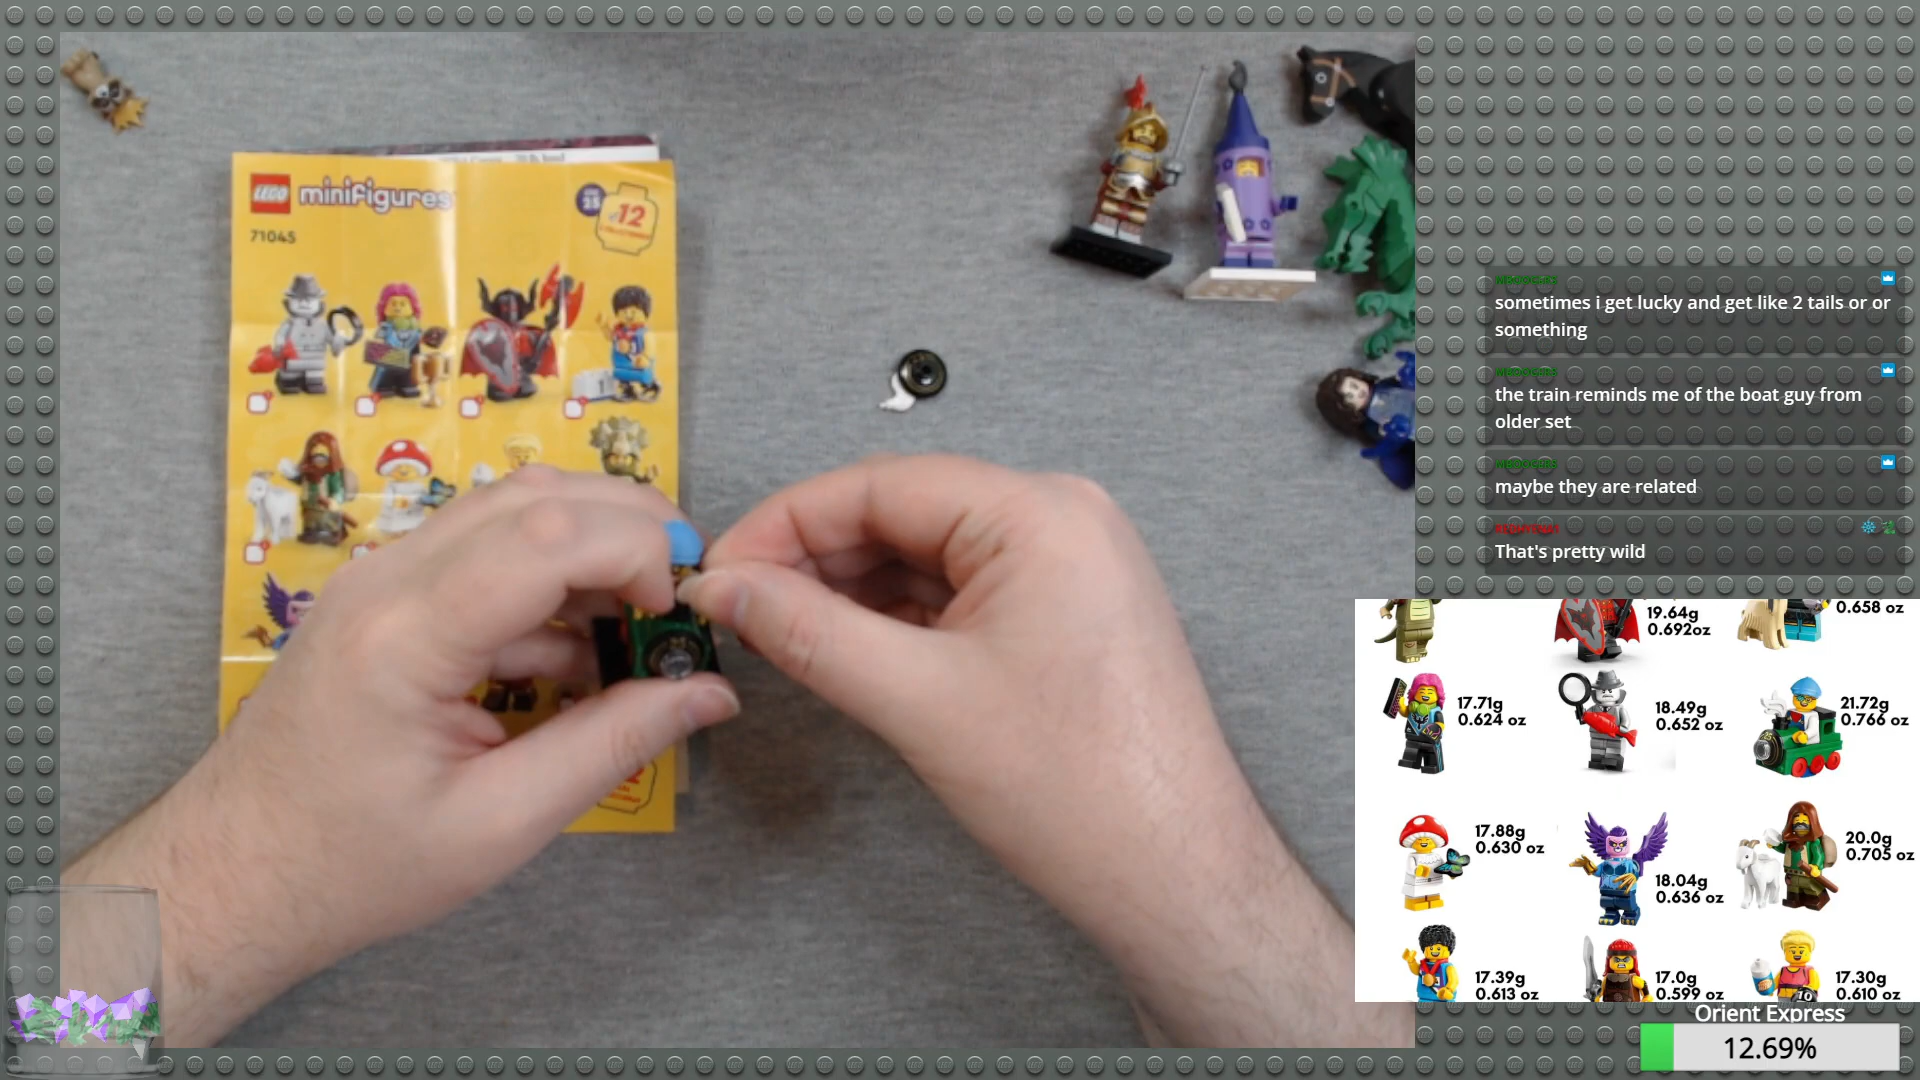 LEGO minifigures
12
71045
sometimes i get lucky and get like 2 tails or or
something
the train reminds me of the boat guy from
older set
maybe they are related
That's pretty wild
19.64g
0.692oz
0.658 oz
17.71g
0.624 oz
18.49g
0.652 oz
21.72g
0.766 oz
17.88g
0.630 oz
18.04g
0.636 oz
20.0g
0.705 oz
17.39g
0.613 oz
17.0g
0.599 oz
17.30g
0.610 oz
Orient Express
12.69%